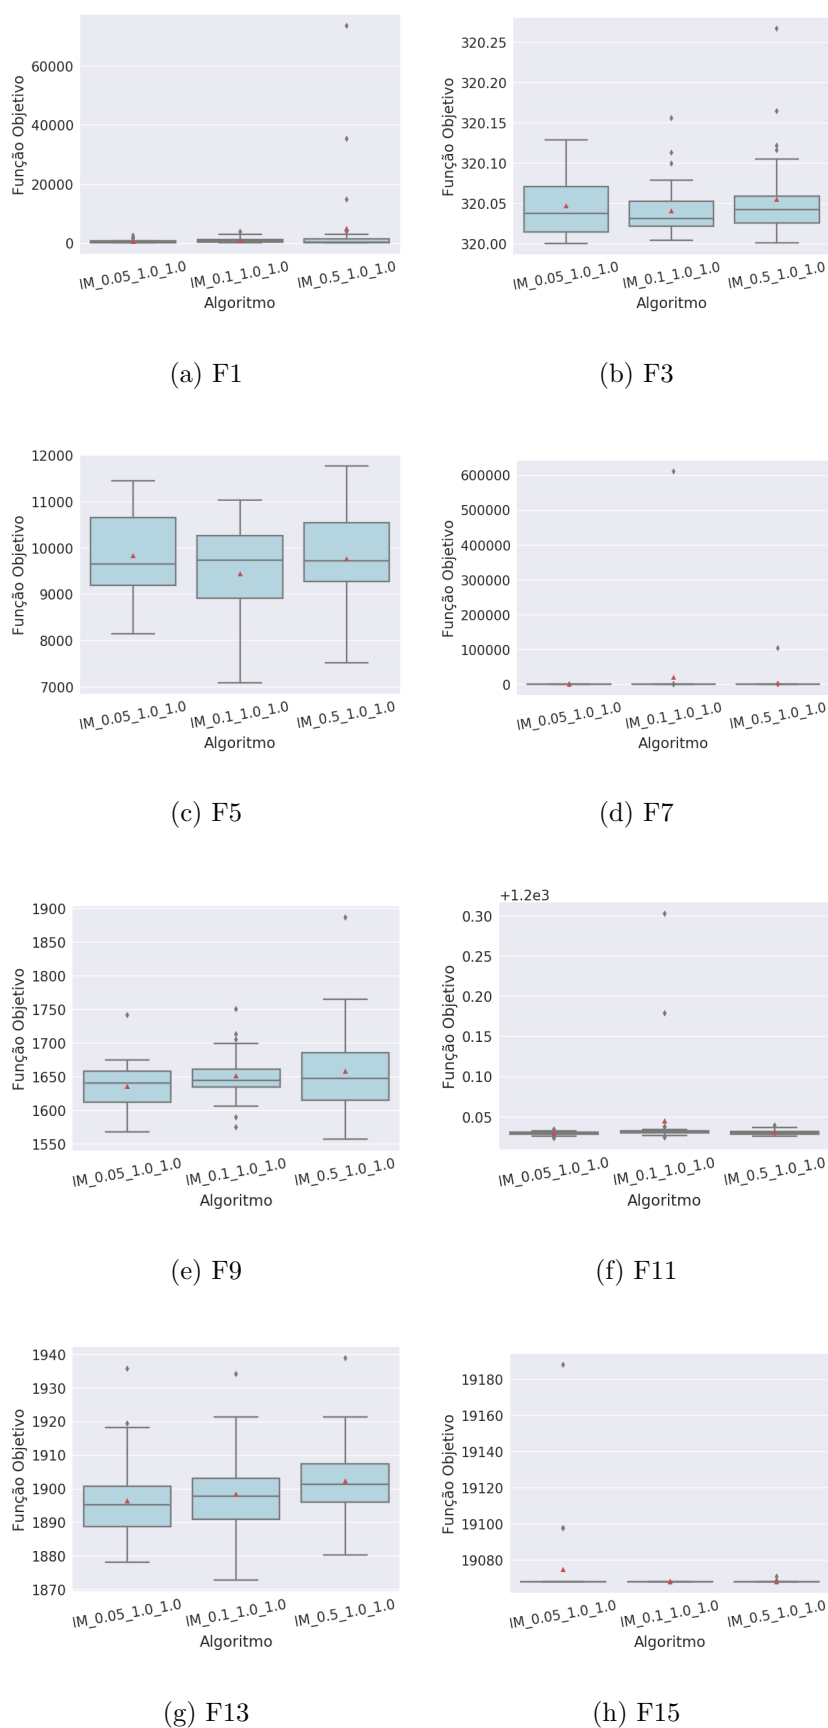 60000
40000
20000
0
Função Objetivo
IM_0.05_1.0_1.0
IM_0.1_1.0_1.0
IM_0.5_1.0_1.0
Algoritmo
(a) F1
320.25
320.20
320.15
320.10
320.05
320.00
Função Objetivo
IM_0.05_1.0_1.0
IM_0.1_1.0_1.0
IM_0.5_1.0_1.0
Algoritmo
(b) F3
12000
11000
10000
9000
8000
7000
Função Objetivo
IM_0.05_1.0_1.0
IM_0.1_1.0_1.0
IM_0.5_1.0_1.0
Algoritmo
(c) F5
600000
500000
400000
300000
200000
100000
0
Função Objetivo
IM_0.05_1.0_1.0
IM_0.1_1.0_1.0
IM_0.5_1.0_1.0
Algoritmo
(d) F7
1900
1850
1800
1750
1700
1650
1600
1550
Função Objetivo
IM_0.05_1.0_1.0
IM_0.1_1.0_1.0
IM_0.5_1.0_1.0
Algoritmo
(e) F9
+1.2e3
0.30
0.25
0.20
0.15
0.10
0.05
Função Objetivo
IM_0.05_1.0_1.0
IM_0.1_1.0_1.0
IM_0.5_1.0_1.0
Algoritmo
(f) F11
1940
1930
1920
1910
1900
1890
1880
1870
Função Objetivo
IM_0.05_1.0_1.0
IM_0.1_1.0_1.0
IM_0.5_1.0_1.0
Algoritmo
(g) F13
19180
19160
19140
19120
19100
19080
Função Objetivo
IM_0.05_1.0_1.0
IM_0.1_1.0_1.0
IM_0.5_1.0_1.0
Algoritmo
(h) F15